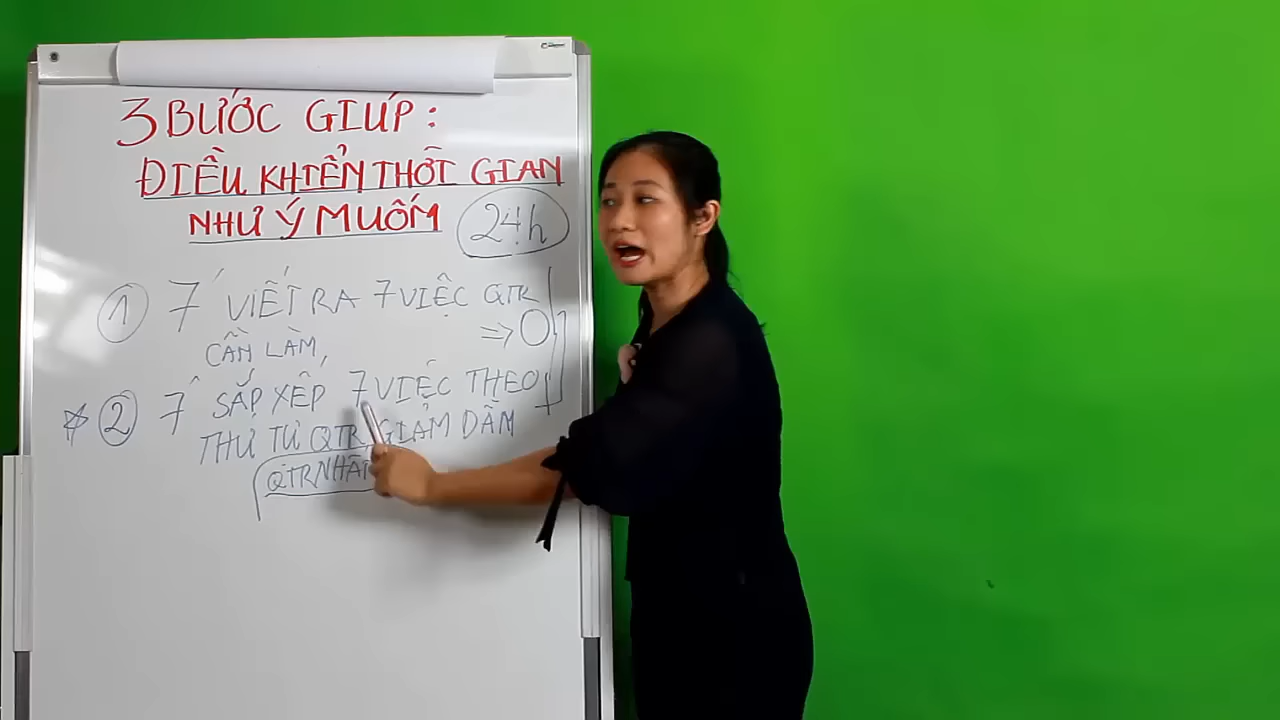 3 BƯỚC GIÚP:
ĐIỀU KHIỂN THỜI GIAN
NHƯ Ý MUỐM
24h
① 7' VIẾT RA 7 VIỆC QTR
CẦN LÀM, => O
② 7' SẮP XẾP 7 VIỆC THEO
THỨ TỰ QTR GIẢM DẦN
QTR NHẤT